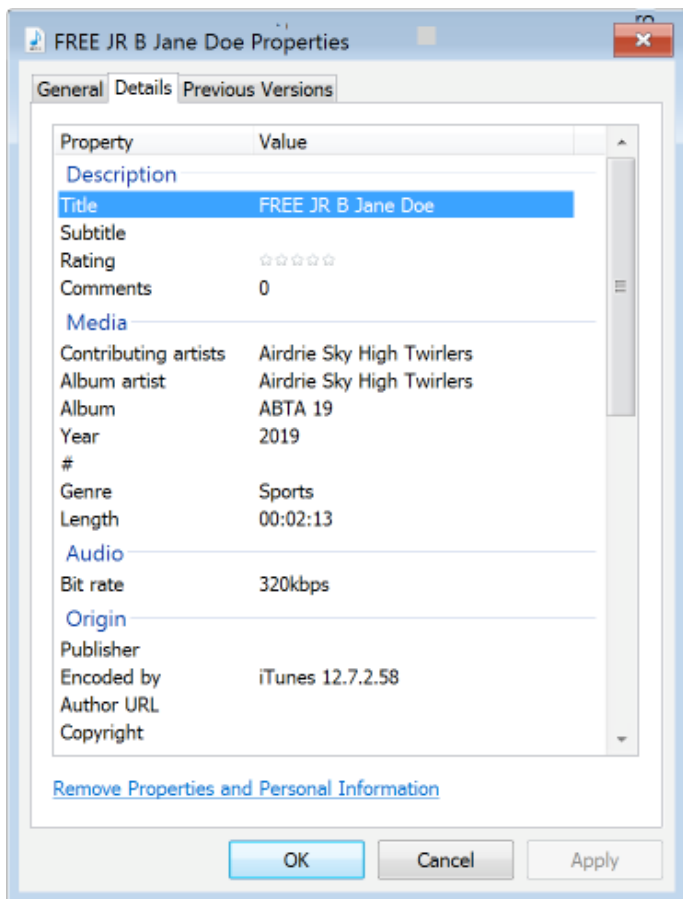 FREE JR B Jane Doe Properties
General Details Previous Versions
Property Value
Description
Title FREE JR B Jane Doe
Subtitle
Rating
Comments 0
Media
Contributing artists Airdrie Sky High Twirlers
Album artist Airdrie Sky High Twirlers
Album ABTA 19
Year 2019
#
Genre Sports
Length 00:02:13
Audio
Bit rate 320kbps
Origin
Publisher
Encoded by iTunes 12.7.2.58
Author URL
Copyright
Remove Properties and Personal Information
OK Cancel Apply